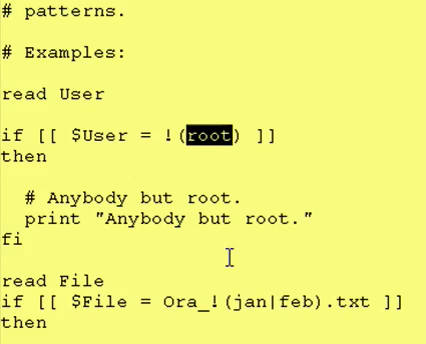 # patterns.
# Examples:
read User
if [[ $User = !(root) ]]
then
# Anybody but root.
print "Anybody but root."
fi
read File
if [[ $File = Ora_!(jan|feb).txt ]]
then